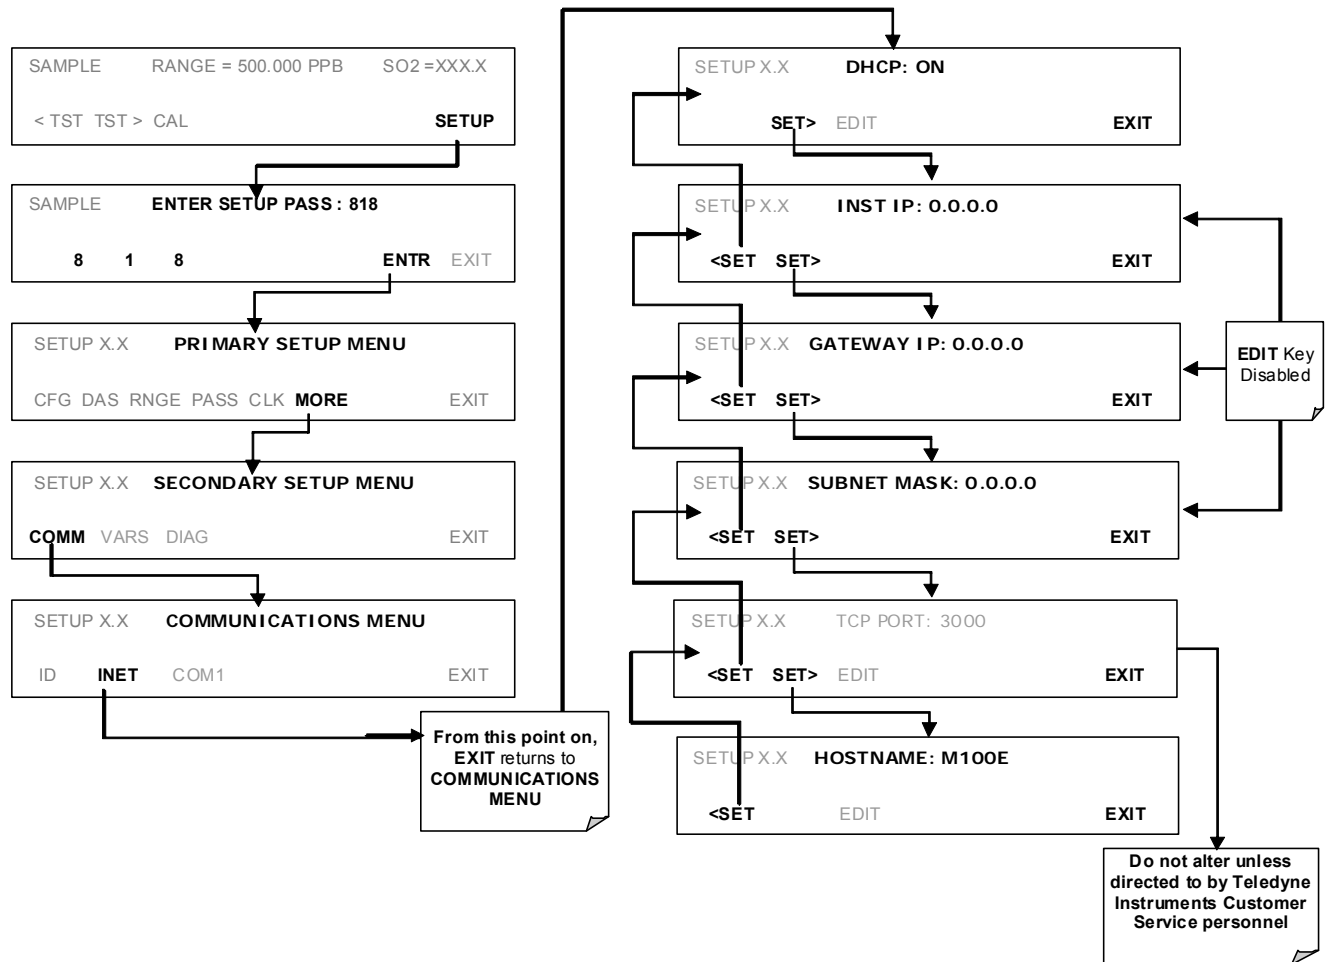 SAMPLE RANGE = 500.000 PPB SO2 =XXX.X
< TST TST > CAL SETUP
SAMPLE ENTER SETUP PASS : 818
8 1 8 ENTR EXIT
SETUP X.X PRIMARY SETUP MENU
CFG DAS RNGE PASS CLK MORE EXIT
SETUP X.X SECONDARY SETUP MENU
COMM VARS DIAG EXIT
SETUP X.X COMMUNICATIONS MENU
ID INET COM1 EXIT
From this point on,
EXIT returns to
COMMUNICATIONS
MENU
SETUP X.X DHCP: ON
SET> EDIT EXIT
SETUP X.X INST IP: 0.0.0.0
<SET SET> EXIT
SETUP X.X GATEWAY IP: 0.0.0.0
<SET SET> EXIT
EDIT Key
Disabled
SETUP X.X SUBNET MASK: 0.0.0.0
<SET SET> EXIT
SETUP X.X TCP PORT: 3000
<SET SET> EDIT EXIT
SETUP X.X HOSTNAME: M100E
<SET EDIT EXIT
Do not alter unless
directed to by Teledyne
Instruments Customer
Service personnel